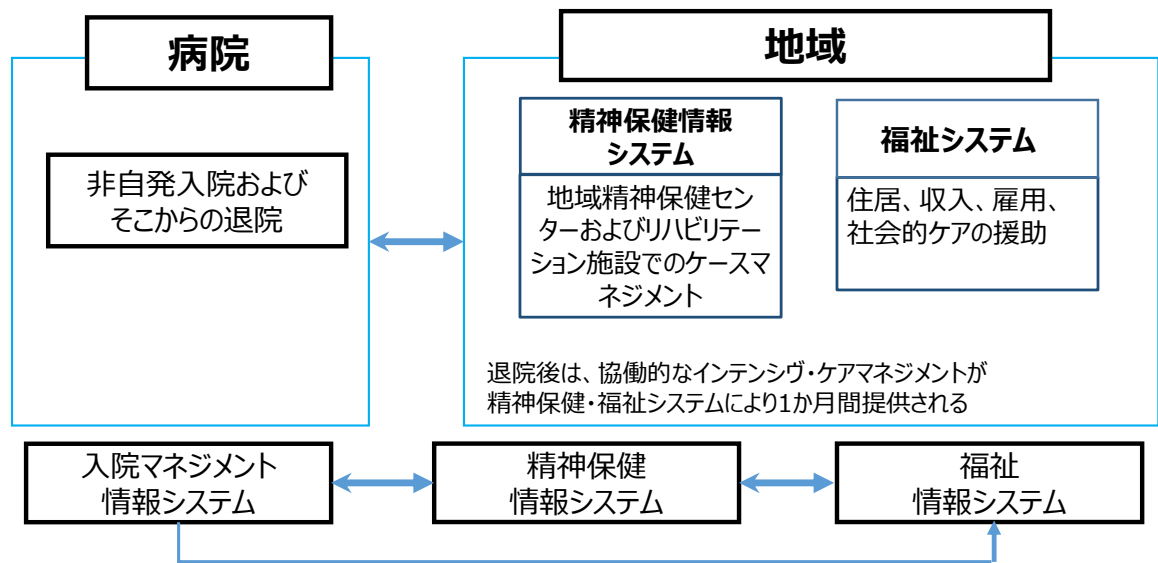 病院
地域
非自発入院および
そこからの退院
精神保健情報
システム
地域精神保健セン
ターおよびリハビリテー
ション施設でのケースマ
ネジメント
福祉システム
住居、収入、雇用、
社会的ケアの援助
退院後は、協働的なインテンシヴ・ケアマネジメントが
精神保健・福祉システムにより1か月間提供される
入院マネジメント
情報システム
精神保健
情報システム
福祉
情報システム